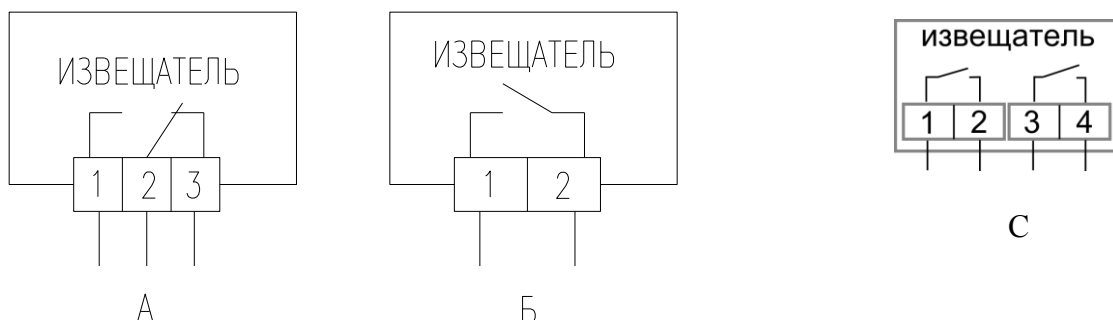 ИЗВЕЩАТЕЛЬ
1 2 3
А
ИЗВЕЩАТЕЛЬ
1 2
Б
извещатель
1 2 3 4
С